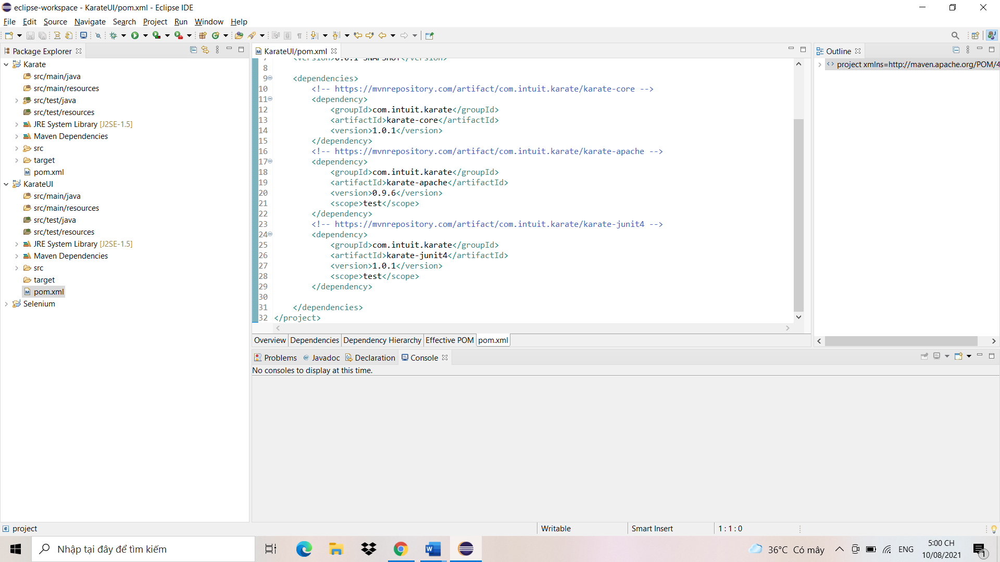 eclipse-workspace - KarateUI/pom.xml - Eclipse IDE
File Edit Source Navigate Search Project Run Window Help
Package Explorer
Karate
src/main/java
src/main/resources
src/test/java
src/test/resources
JRE System Library [J2SE-1.5]
Maven Dependencies
src
target
pom.xml
KarateUI
src/main/java
src/main/resources
src/test/java
src/test/resources
JRE System Library [J2SE-1.5]
Maven Dependencies
src
target
pom.xml
Selenium
KarateUI/pom.xml
7 <version>0.0.1-SNAPSHOT</version>
8
9 <dependencies>
10 <!-- https://mvnrepository.com/artifact/com.intuit.karate/karate-core -->
11 <dependency>
12 <groupId>com.intuit.karate</groupId>
13 <artifactId>karate-core</artifactId>
14 <version>1.0.1</version>
15 </dependency>
16 <!-- https://mvnrepository.com/artifact/com.intuit.karate/karate-apache -->
17 <dependency>
18 <groupId>com.intuit.karate</groupId>
19 <artifactId>karate-apache</artifactId>
20 <version>0.9.6</version>
21 <scope>test</scope>
22 </dependency>
23 <!-- https://mvnrepository.com/artifact/com.intuit.karate/karate-junit4 -->
24 <dependency>
25 <groupId>com.intuit.karate</groupId>
26 <artifactId>karate-junit4</artifactId>
27 <version>1.0.1</version>
28 <scope>test</scope>
29 </dependency>
30
31 </dependencies>
32 </project>
Overview Dependencies Dependency Hierarchy Effective POM pom.xml
Outline
project xmlns=http://maven.apache.org/POM/4
Problems Javadoc Declaration Console
No consoles to display at this time.
project
Writable
Smart Insert
1 : 1 : 0
Nhập tại đây để tìm kiếm
36°C Có mây
ENG
5:00 CH
10/08/2021
1